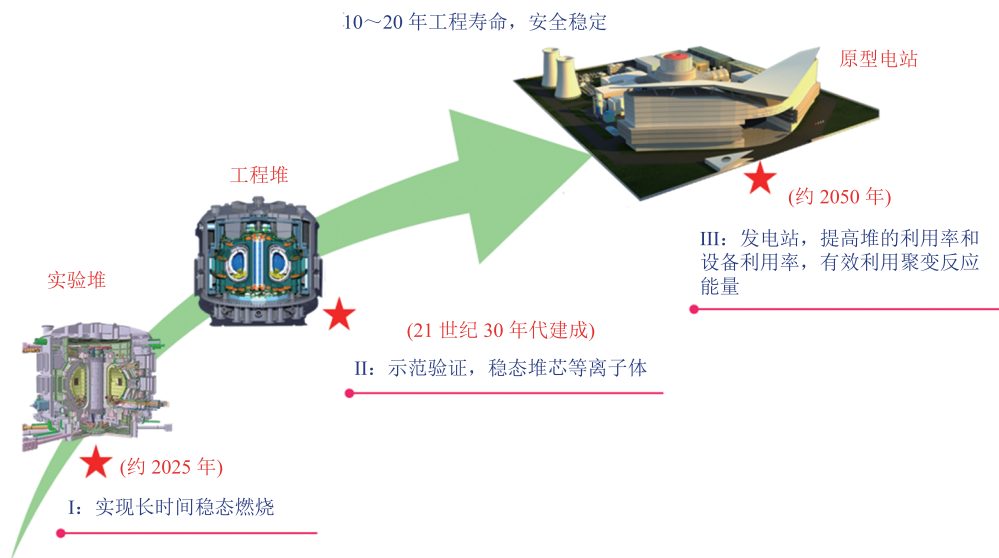 10～20 年工程寿命，安全稳定
原型电站
工程堆
(约 2050 年)
III：发电站，提高堆的利用率和
设备利用率，有效利用聚变反应
能量
实验堆
(21 世纪 30 年代建成)
II：示范验证，稳态堆芯等离子体
(约 2025 年)
I：实现长时间稳态燃烧